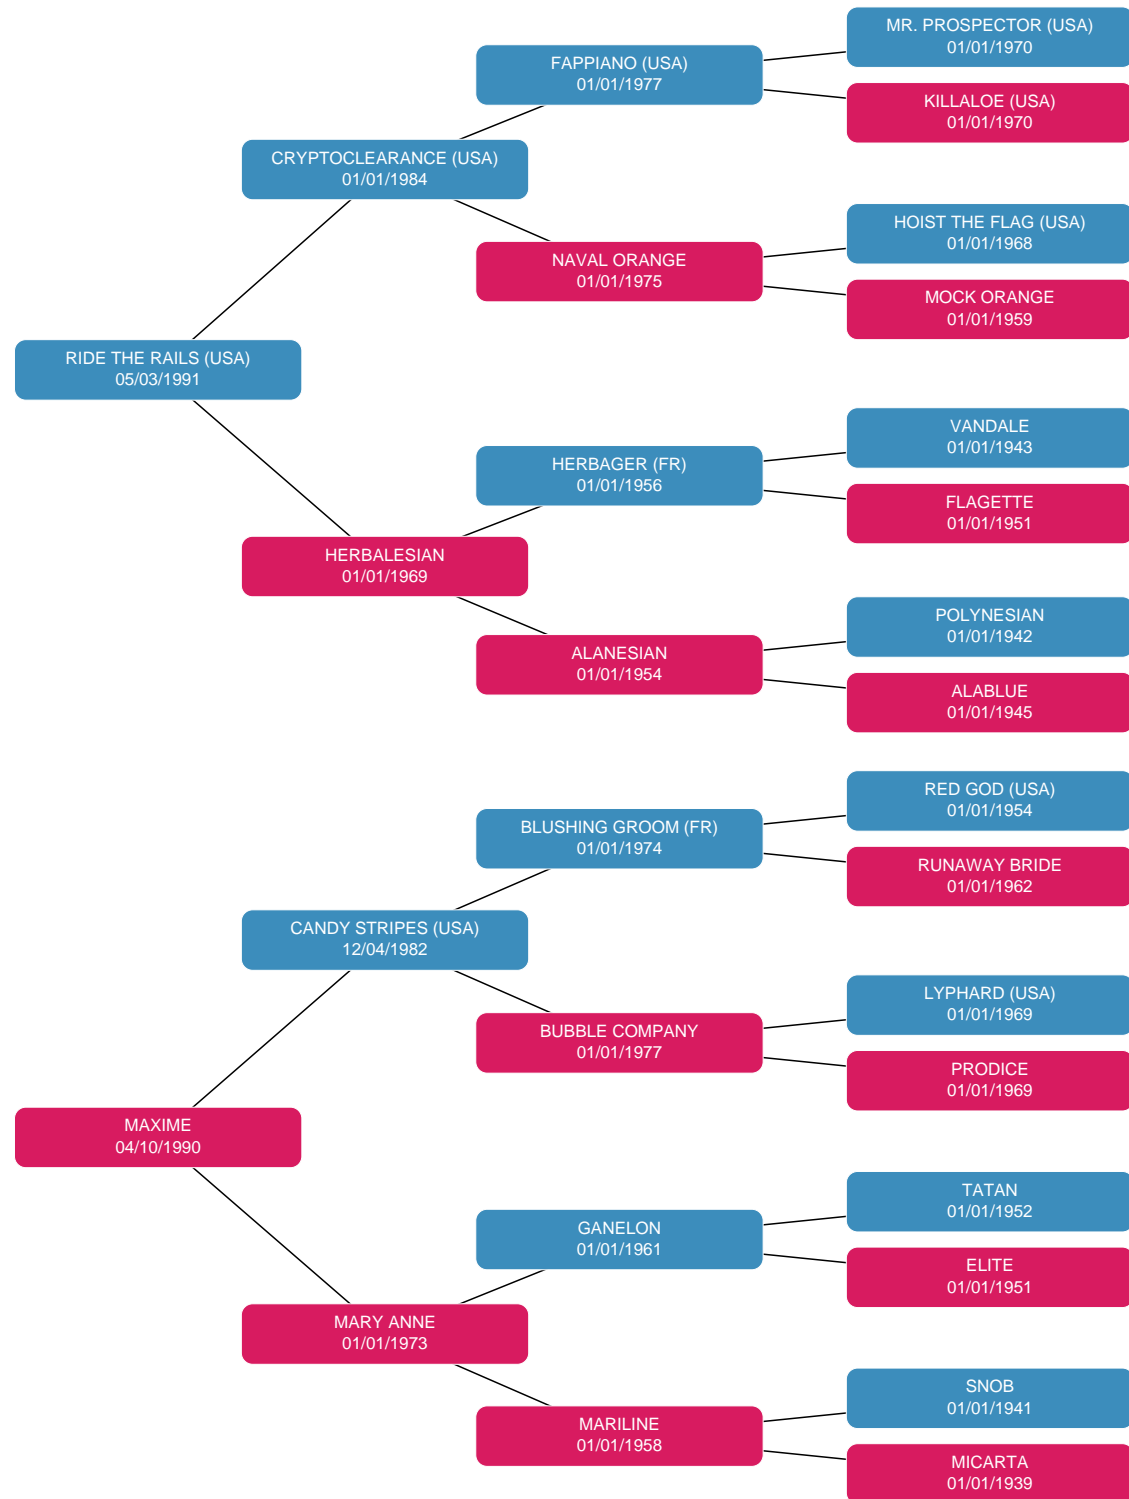 MR. PROSPECTOR (USA)
01/01/1970
FAPPIANO (USA)
01/01/1977
KILLALOE (USA)
01/01/1970
CRYPTOCLEARANCE (USA)
01/01/1984
HOIST THE FLAG (USA)
01/01/1968
NAVAL ORANGE
01/01/1975
MOCK ORANGE
01/01/1959
RIDE THE RAILS (USA)
05/03/1991
VANDALE
01/01/1943
HERBAGER (FR)
01/01/1956
FLAGETTE
01/01/1951
HERBALESIAN
01/01/1969
POLYNESIAN
01/01/1942
ALANESIAN
01/01/1954
ALABLUE
01/01/1945
RED GOD (USA)
01/01/1954
BLUSHING GROOM (FR)
01/01/1974
RUNAWAY BRIDE
01/01/1962
CANDY STRIPES (USA)
12/04/1982
LYPHARD (USA)
01/01/1969
BUBBLE COMPANY
01/01/1977
PRODICE
01/01/1969
MAXIME
04/10/1990
TATAN
01/01/1952
GANELON
01/01/1961
ELITE
01/01/1951
MARY ANNE
01/01/1973
SNOB
01/01/1941
MARILINE
01/01/1958
MICARTA
01/01/1939